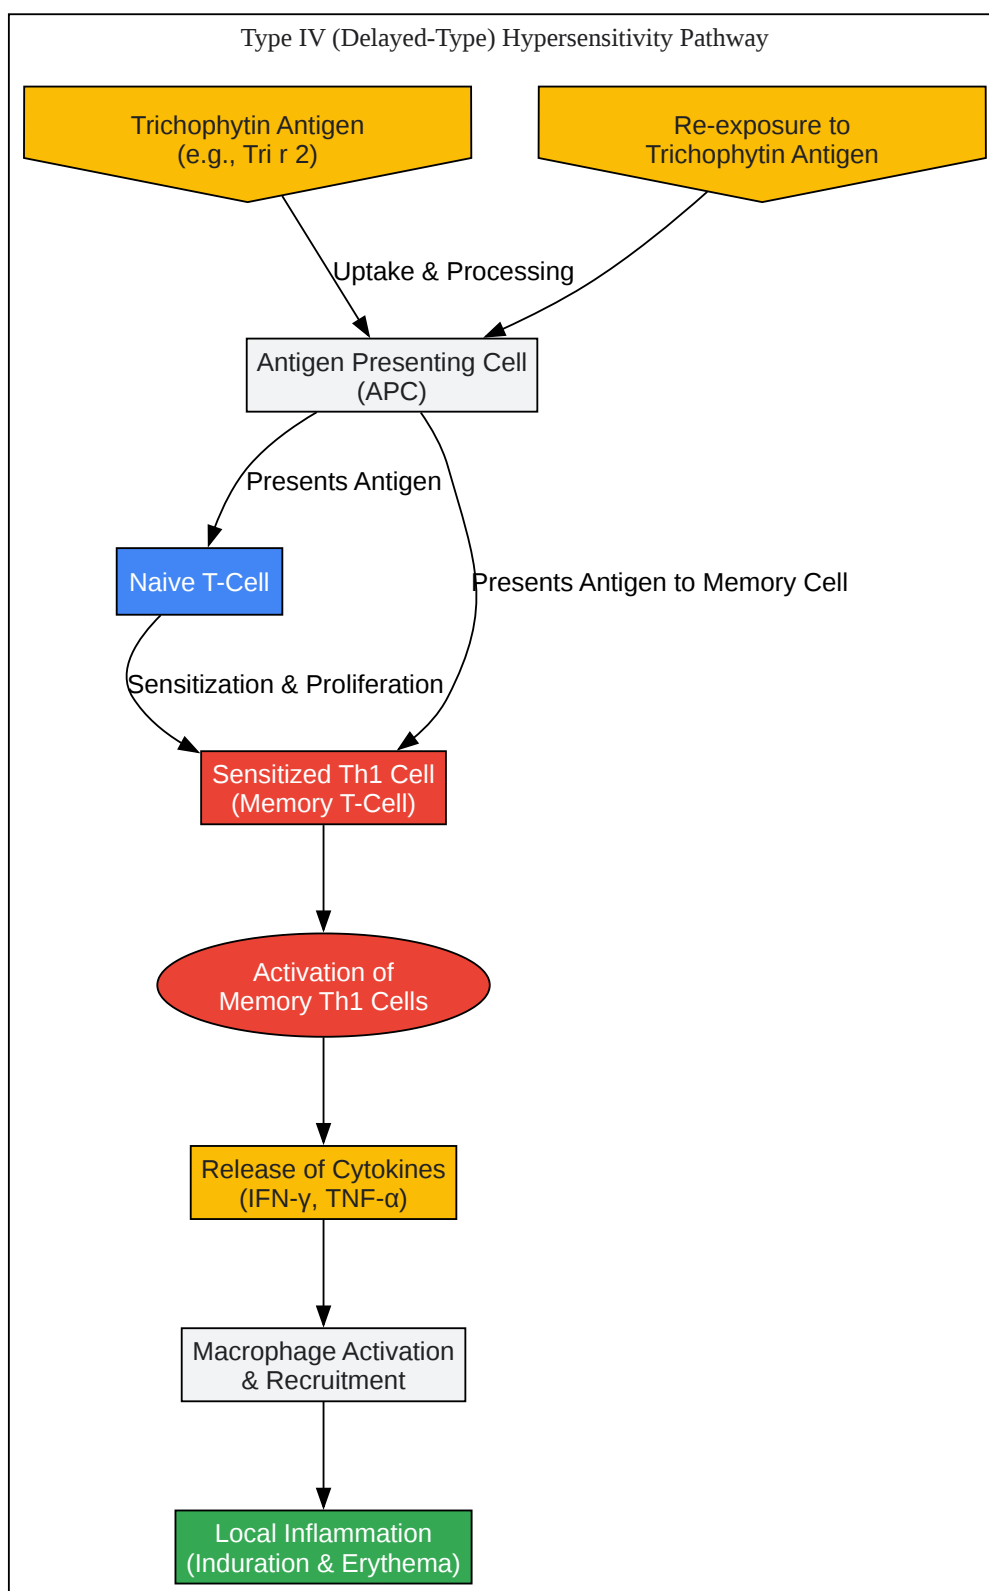 Type IV (Delayed-Type) Hypersensitivity Pathway
Trichophytin Antigen
(e.g., Tri r 2)
Re-exposure to
Trichophytin Antigen
Uptake & Processing
Antigen Presenting Cell
(APC)
Presents Antigen
Naive T-Cell
Presents Antigen to Memory Cell
Sensitization & Proliferation
Sensitized Th1 Cell
(Memory T-Cell)
Activation of
Memory Th1 Cells
Release of Cytokines
(IFN-γ, TNF-α)
Macrophage Activation
& Recruitment
Local Inflammation
(Induration & Erythema)